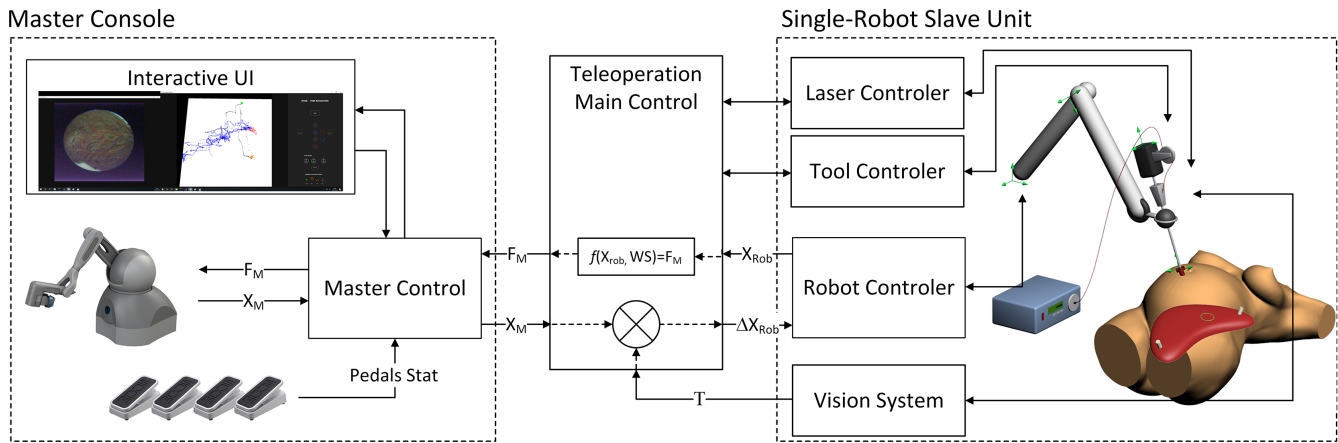 Master Console
Single-Robot Slave Unit
Interactive UI
Teleoperation
Main Control
Laser Controler
Tool Controler
F_M
X_M
Master Control
F_M
f(X_rob, WS)=F_M
X_Rob
X_M
ΔX_Rob
Robot Controler
Pedals Stat
T
Vision System